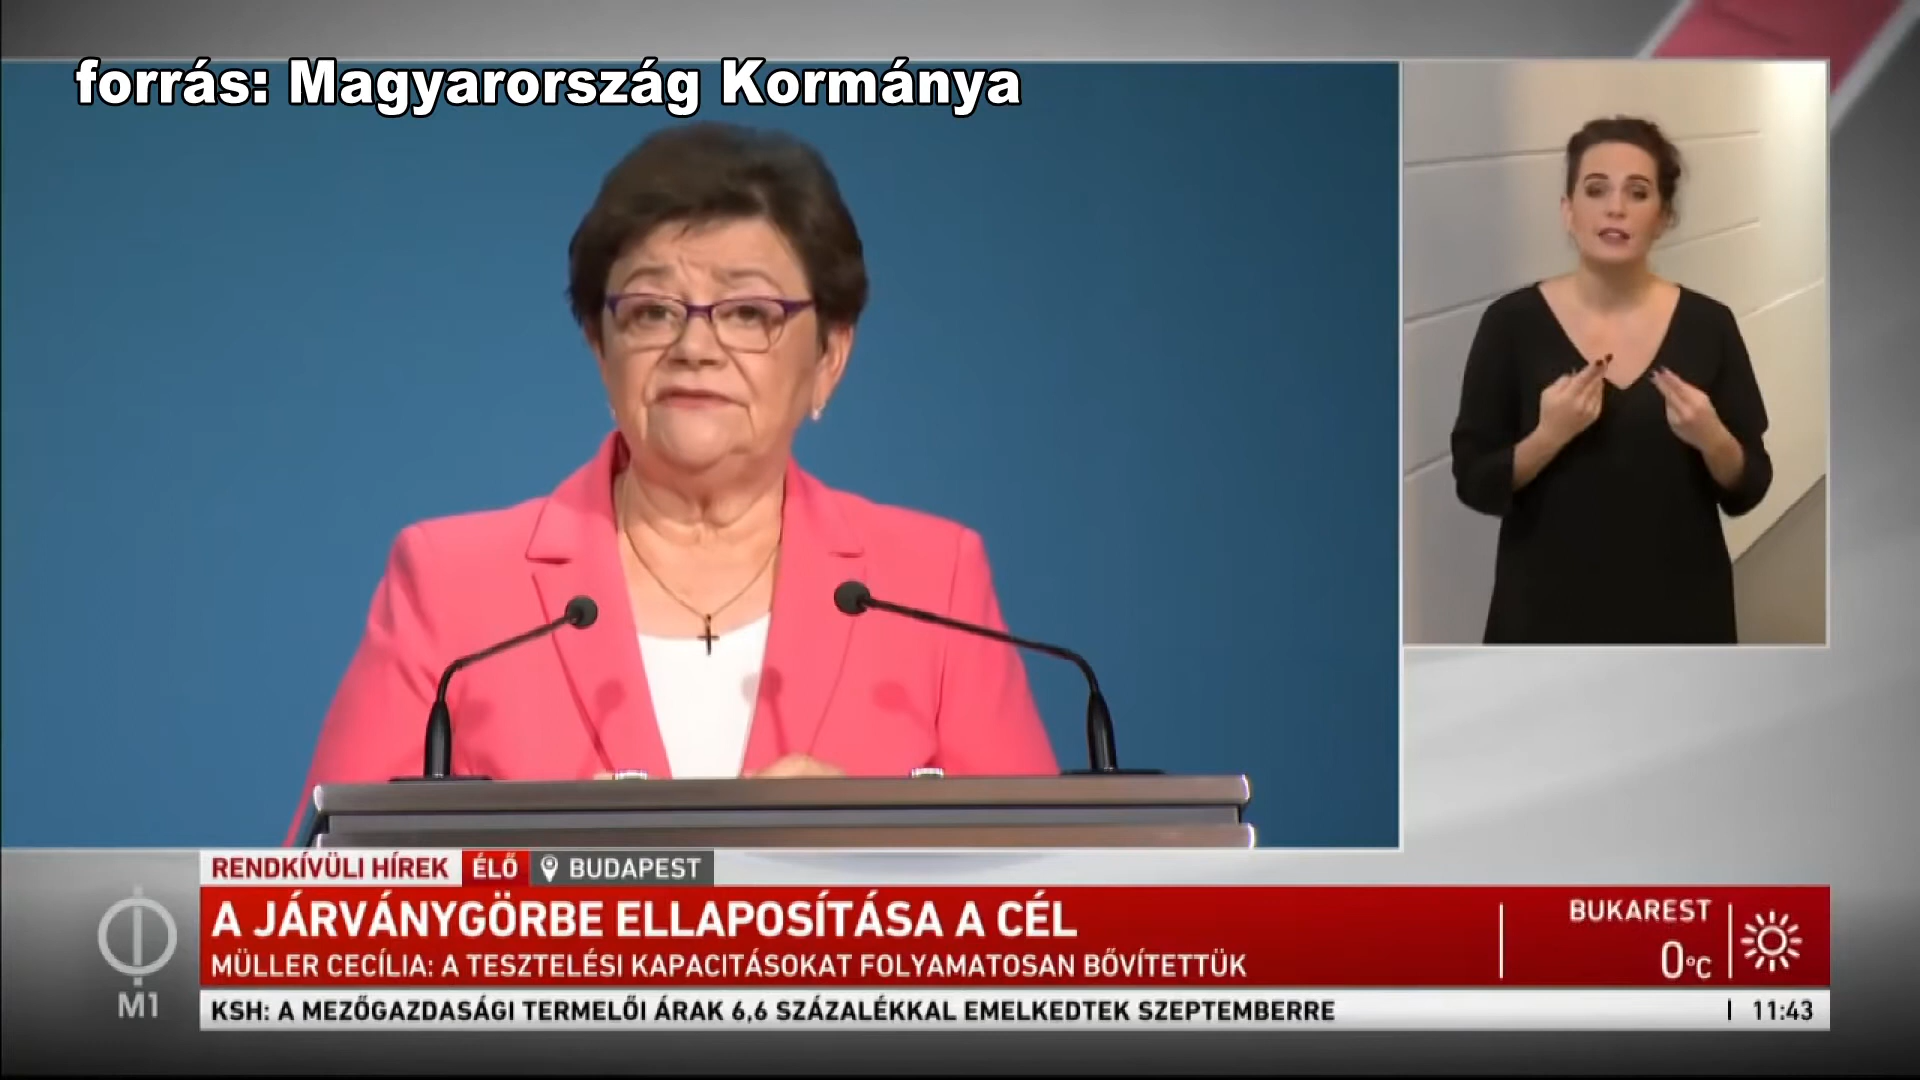 forrás: Magyarország Kormánya
RENDKÍVÜLI HÍREK ÉLŐ BUDAPEST
A JÁRVÁNYGÖRBE ELLAPOSÍTÁSA A CÉL
MÜLLER CECÍLIA: A TESZTELÉSI KAPACITÁSOKAT FOLYAMATOSAN BŐVÍTETTÜK
BUKAREST
0°C
M1
KSH: A MEZŐGAZDASÁGI TERMELŐI ÁRAK 6,6 SZÁZALÉKKAL EMELKEDTEK SZEPTEMBERRE
11:43